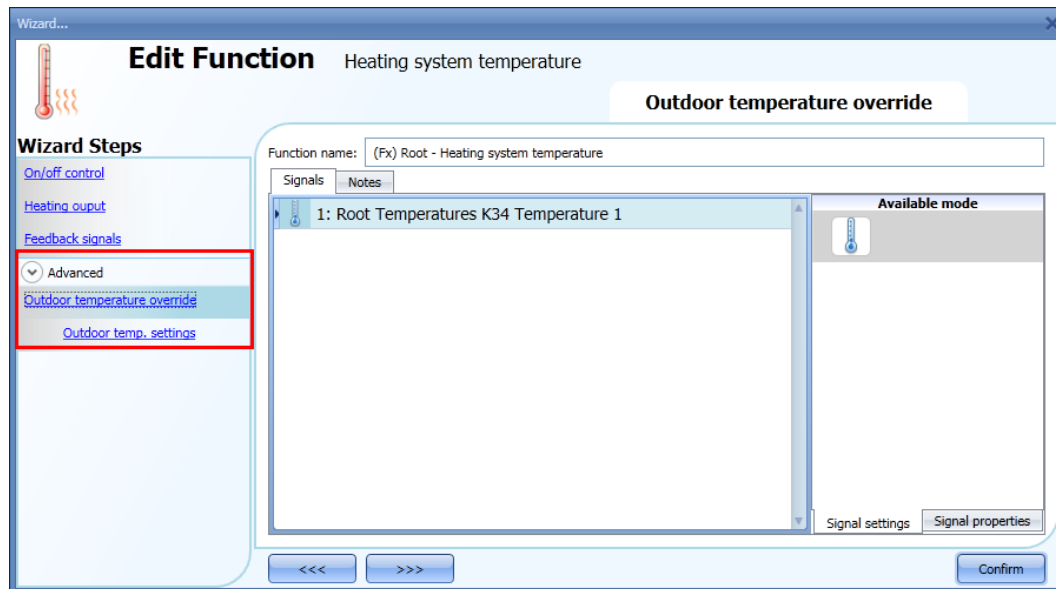 Wizard...
Edit Function Heating system temperature
Outdoor temperature override
Wizard Steps
On/off control
Heating ouput
Feedback signals
Advanced
Outdoor temperature override
Outdoor temp. settings
Function name: (Fx) Root - Heating system temperature
Signals Notes
1: Root Temperatures K34 Temperature 1
Available mode
Signal settings Signal properties
<<< >>> Confirm